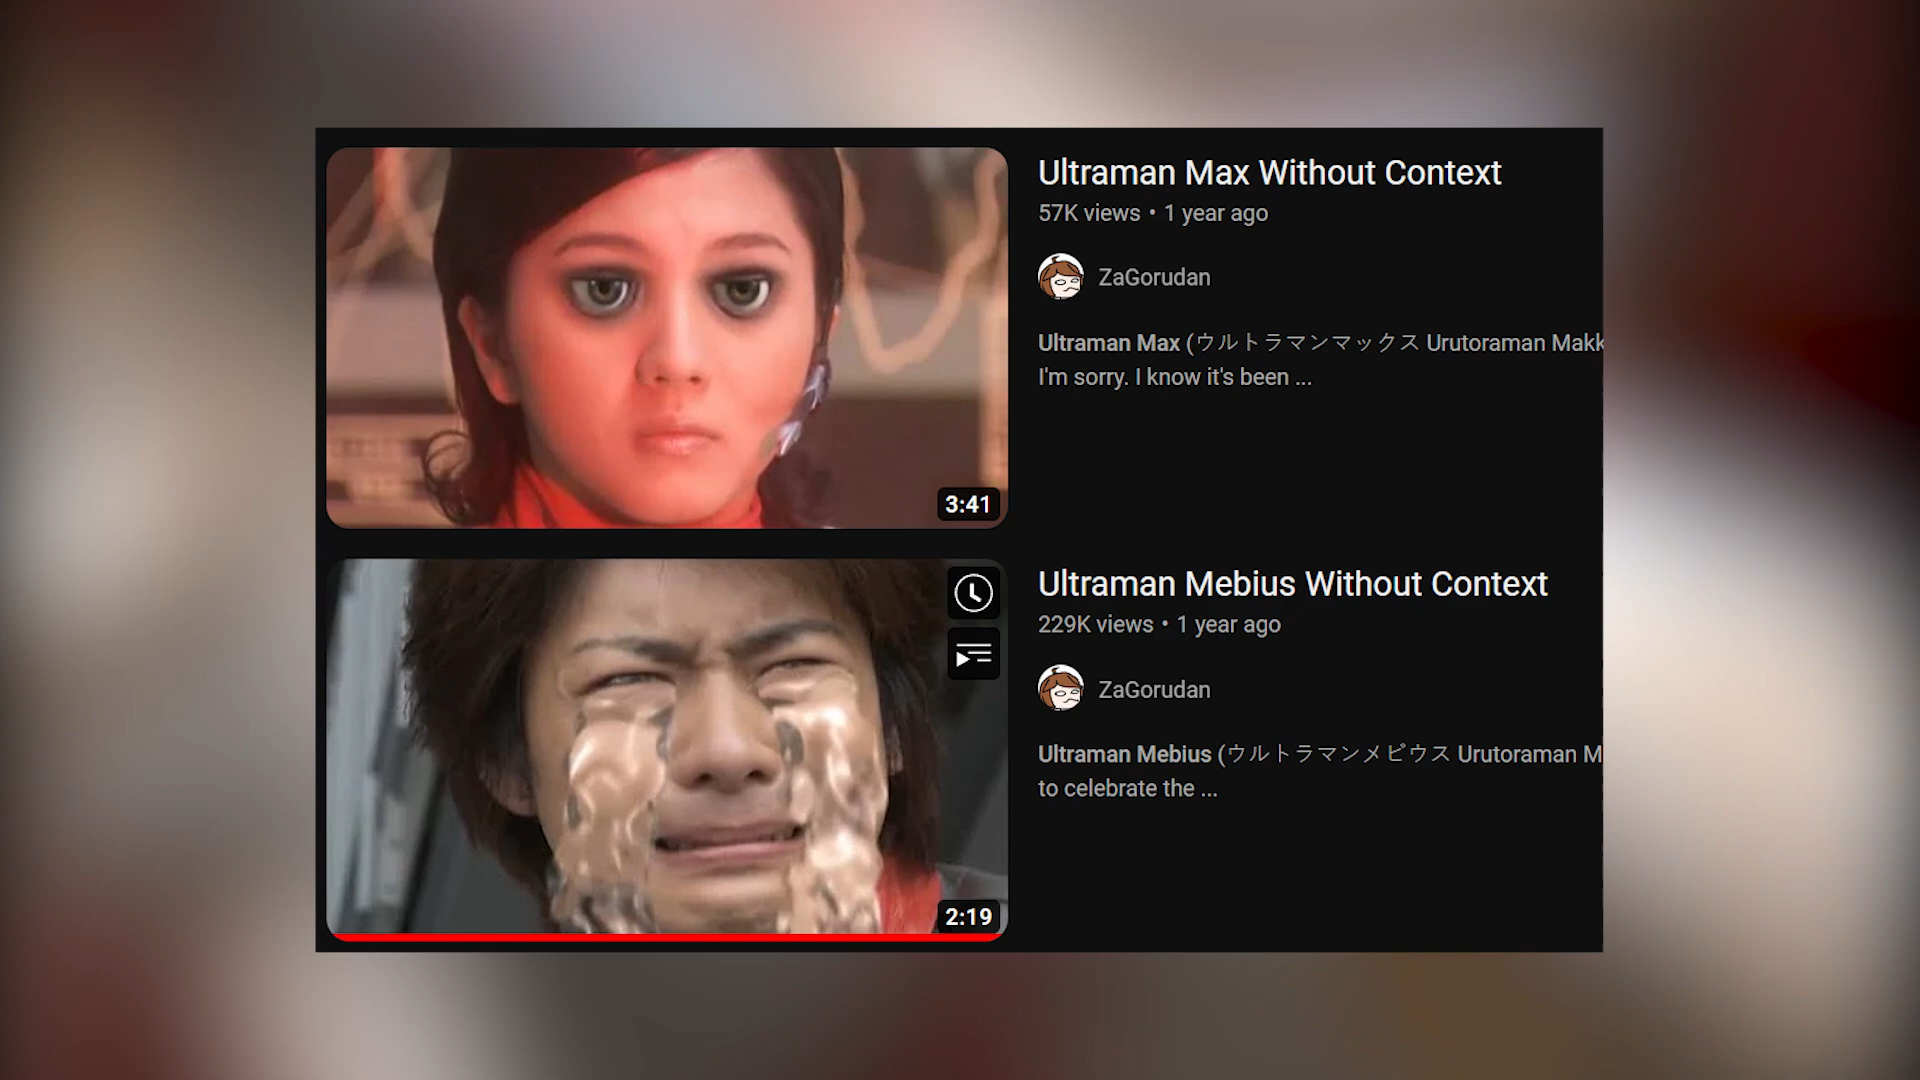 Ultraman Max Without Context
57K views • 1 year ago
ZaGorudan
Ultraman Max (ウルトラマンマックス Urutoraman Makk
I'm sorry. I know it's been ...
3:41
Ultraman Mebius Without Context
229K views • 1 year ago
ZaGorudan
Ultraman Mebius (ウルトラマンメビウス Urutoraman M
to celebrate the ...
2:19